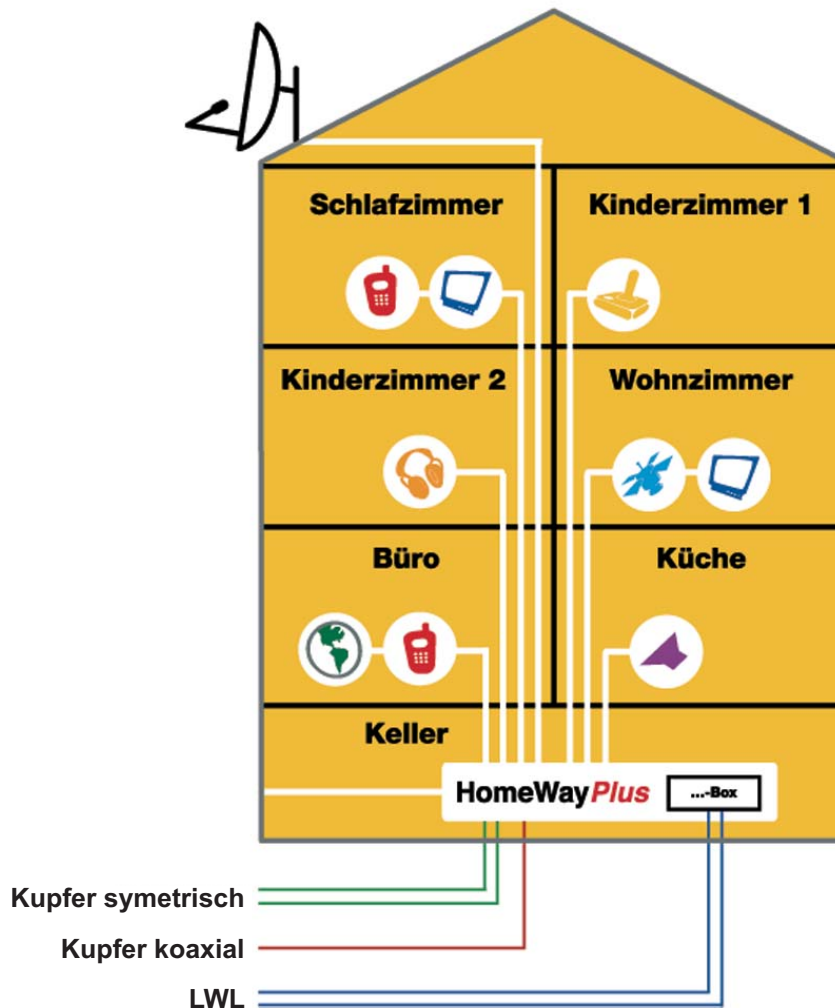 Schlafzimmer
Kinderzimmer 1
Kinderzimmer 2
Wohnzimmer
Büro
Küche
Keller
HomeWayPlus
...-Box
Kupfer symetrisch
Kupfer koaxial
LWL